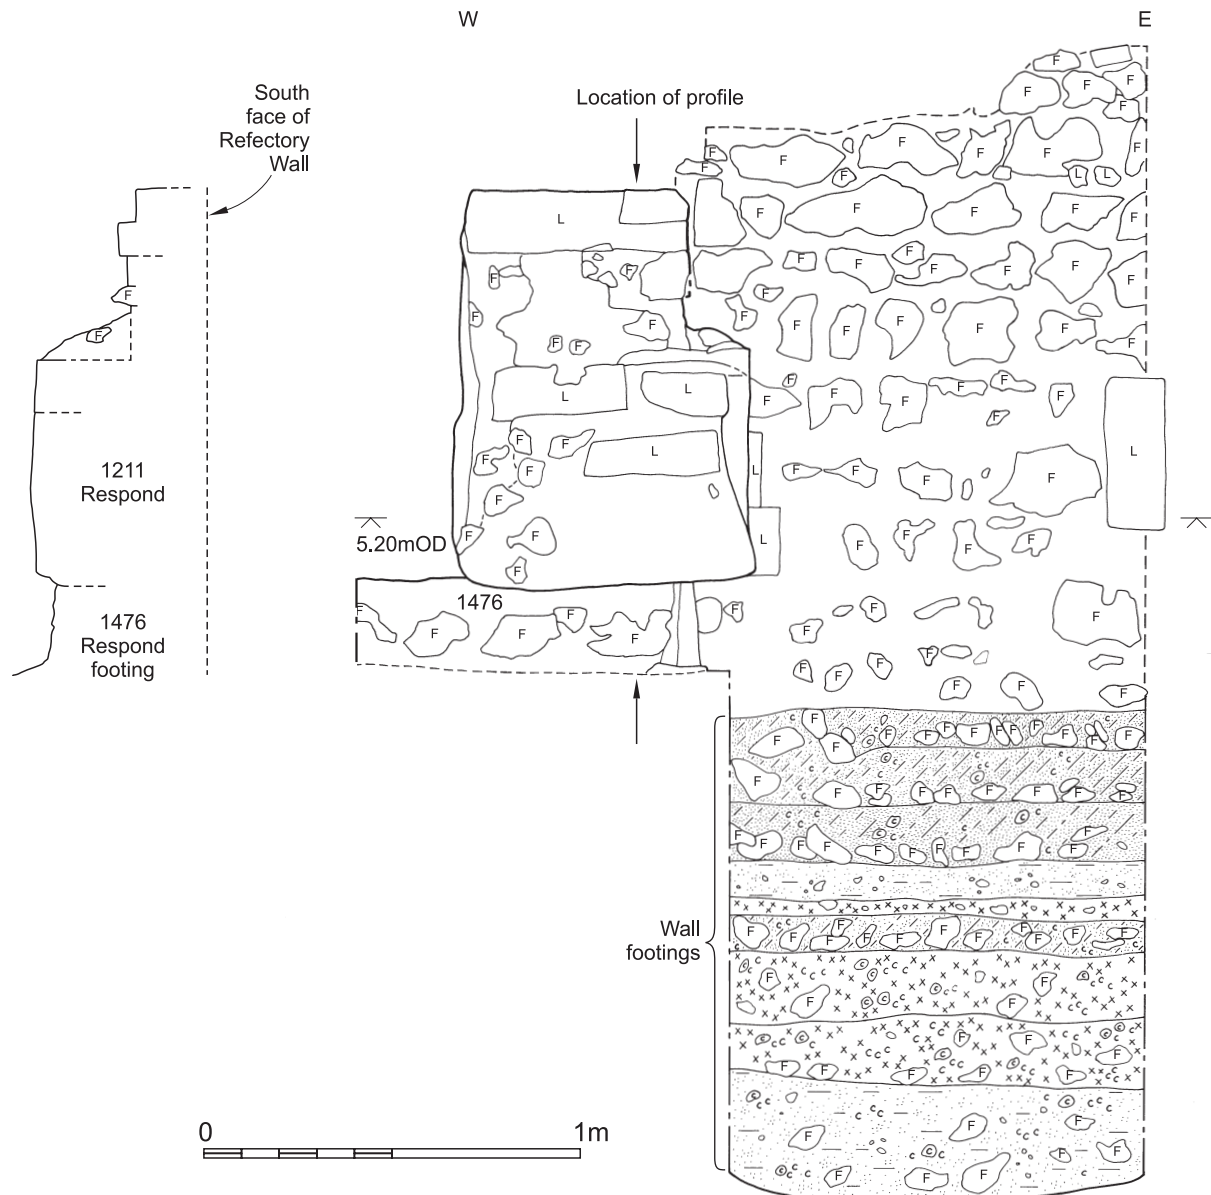 W
E
South
face of
Refectory
Wall
Location of profile
1211
Respond
5.20mOD
1476
1476
Respond
footing
Wall
footings
0 1m